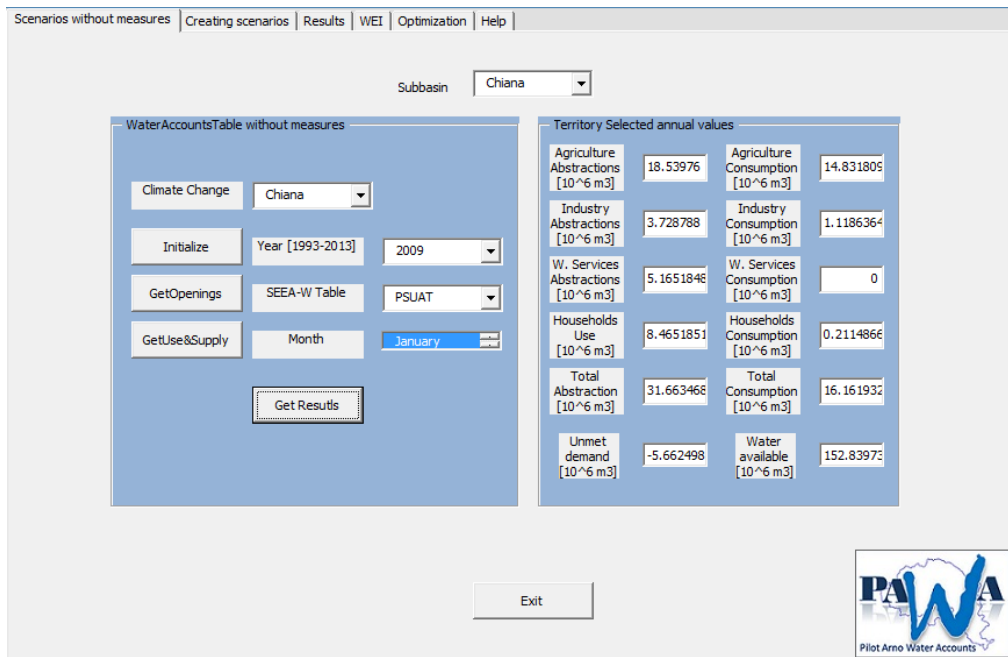 Scenarios without measures Creating scenarios Results WEI Optimization Help
Subbasin Chiana
WaterAccountsTable without measures
Climate Change Chiana
Initialize Year [1993-2013] 2009
GetOpenings SEEA-W Table PSUAT
GetUse&Supply Month January
Get Resutls
Territory Selected annual values
Agriculture
Abstractions
[10^6 m3]
18.53976
Agriculture
Consumption
[10^6 m3]
14.831809
Industry
Abstractions
[10^6 m3]
3.728788
Industry
Consumption
[10^6 m3]
1.1186364
W. Services
Abstractions
[10^6 m3]
5.1651848
W. Services
Consumption
[10^6 m3]
0
Households
Use
[10^6 m3]
8.4651851
Households
Consumption
[10^6 m3]
0.2114866
Total
Abstraction
[10^6 m3]
31.663468
Total
Consumption
[10^6 m3]
16.161932
Unmet
demand
[10^6 m3]
-5.662498
Water
available
[10^6 m3]
152.83973
Exit
PAWA
Pilot Arno Water Accounts